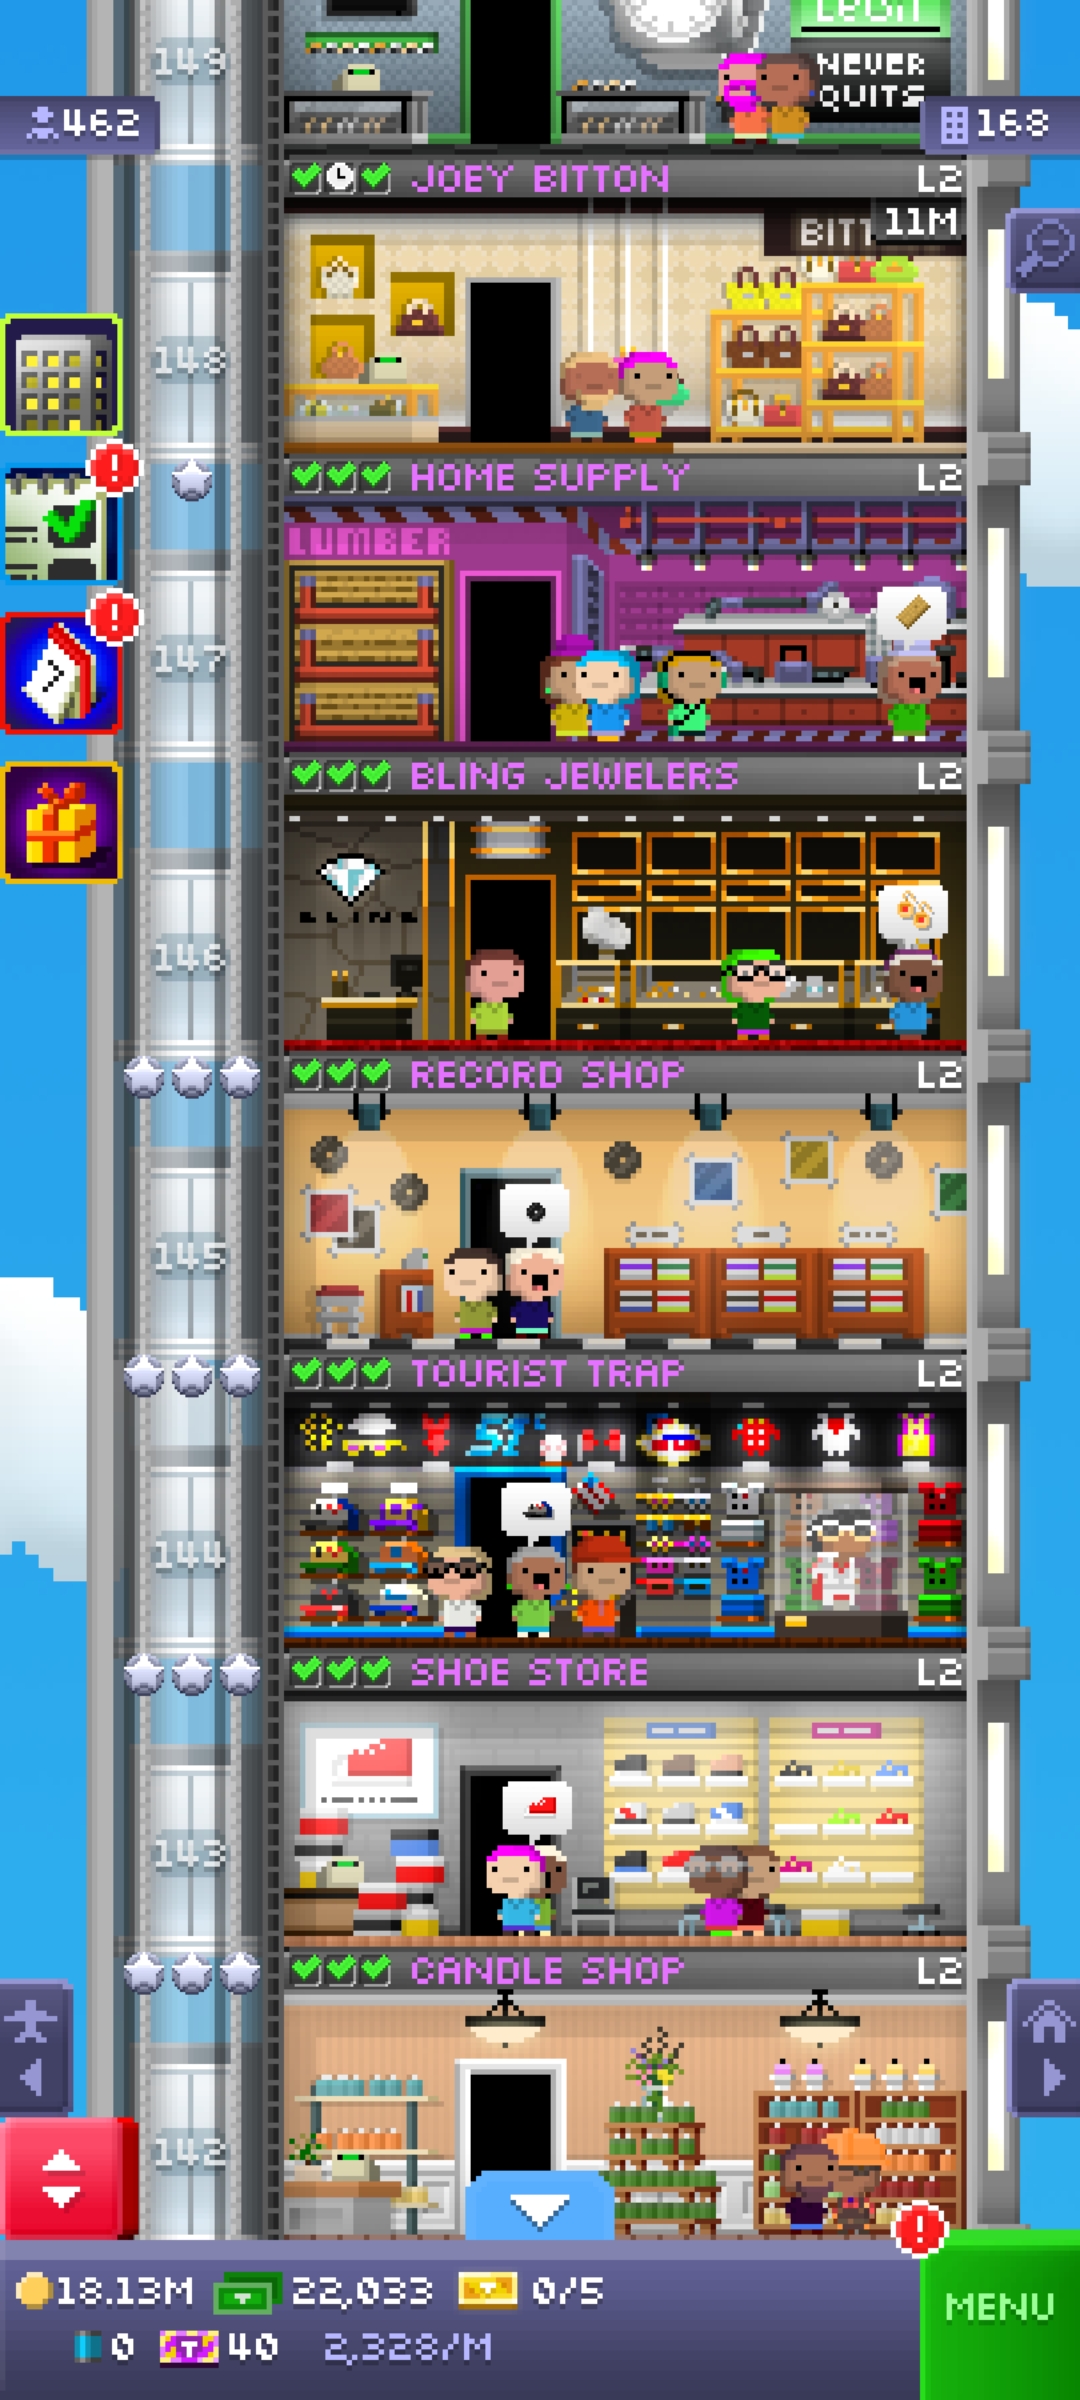 149
NEVER
QUITS
462
168
JOEY BITTON
L2
11M
148
HOME SUPPLY
L2
LUMBER
147
BLING JEWELERS
L2
BLING
146
RECORD SHOP
L2
145
TOURIST TRAP
L2
144
SHOE STORE
L2
143
CANDLE SHOP
L2
142
18.13M
22,033
0/5
0
40
2,328/M
MENU